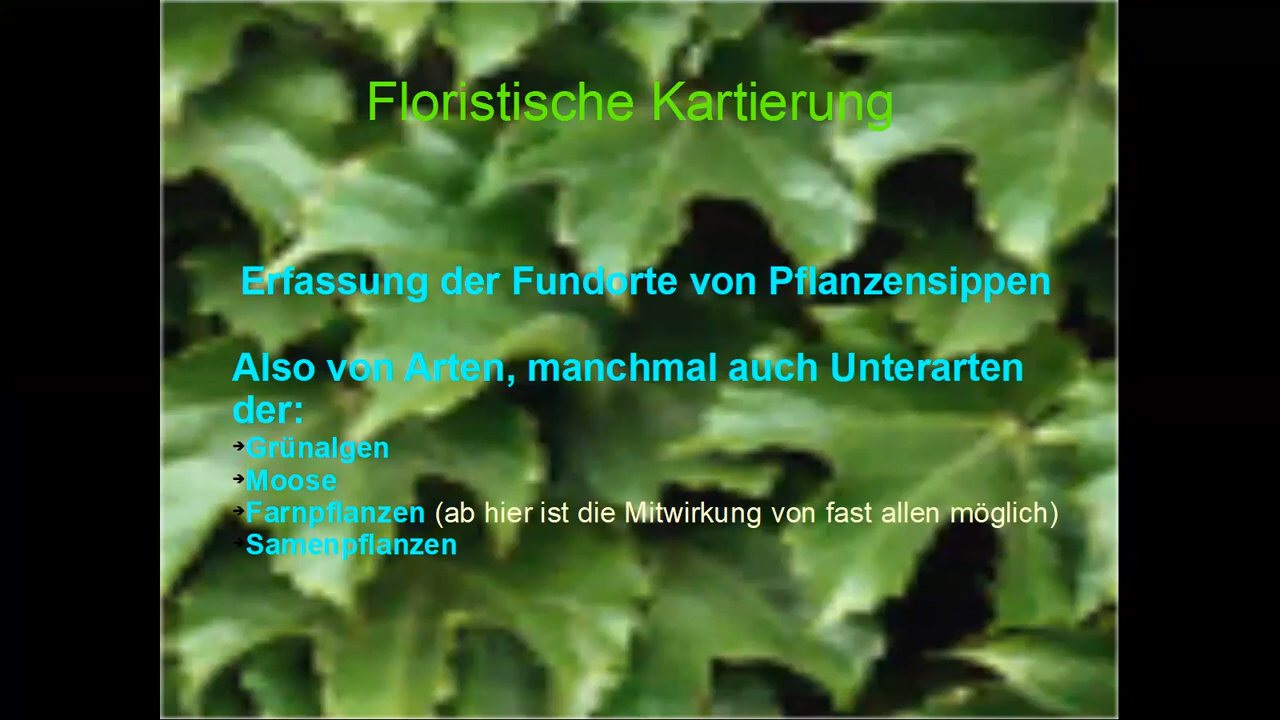 Floristische Kartierung
Erfassung der Fundorte von Pflanzensippen
Also von Arten, manchmal auch Unterarten
der:
➔Grünalgen
➔Moose
➔Farnpflanzen (ab hier ist die Mitwirkung von fast allen möglich)
➔Samenpflanzen